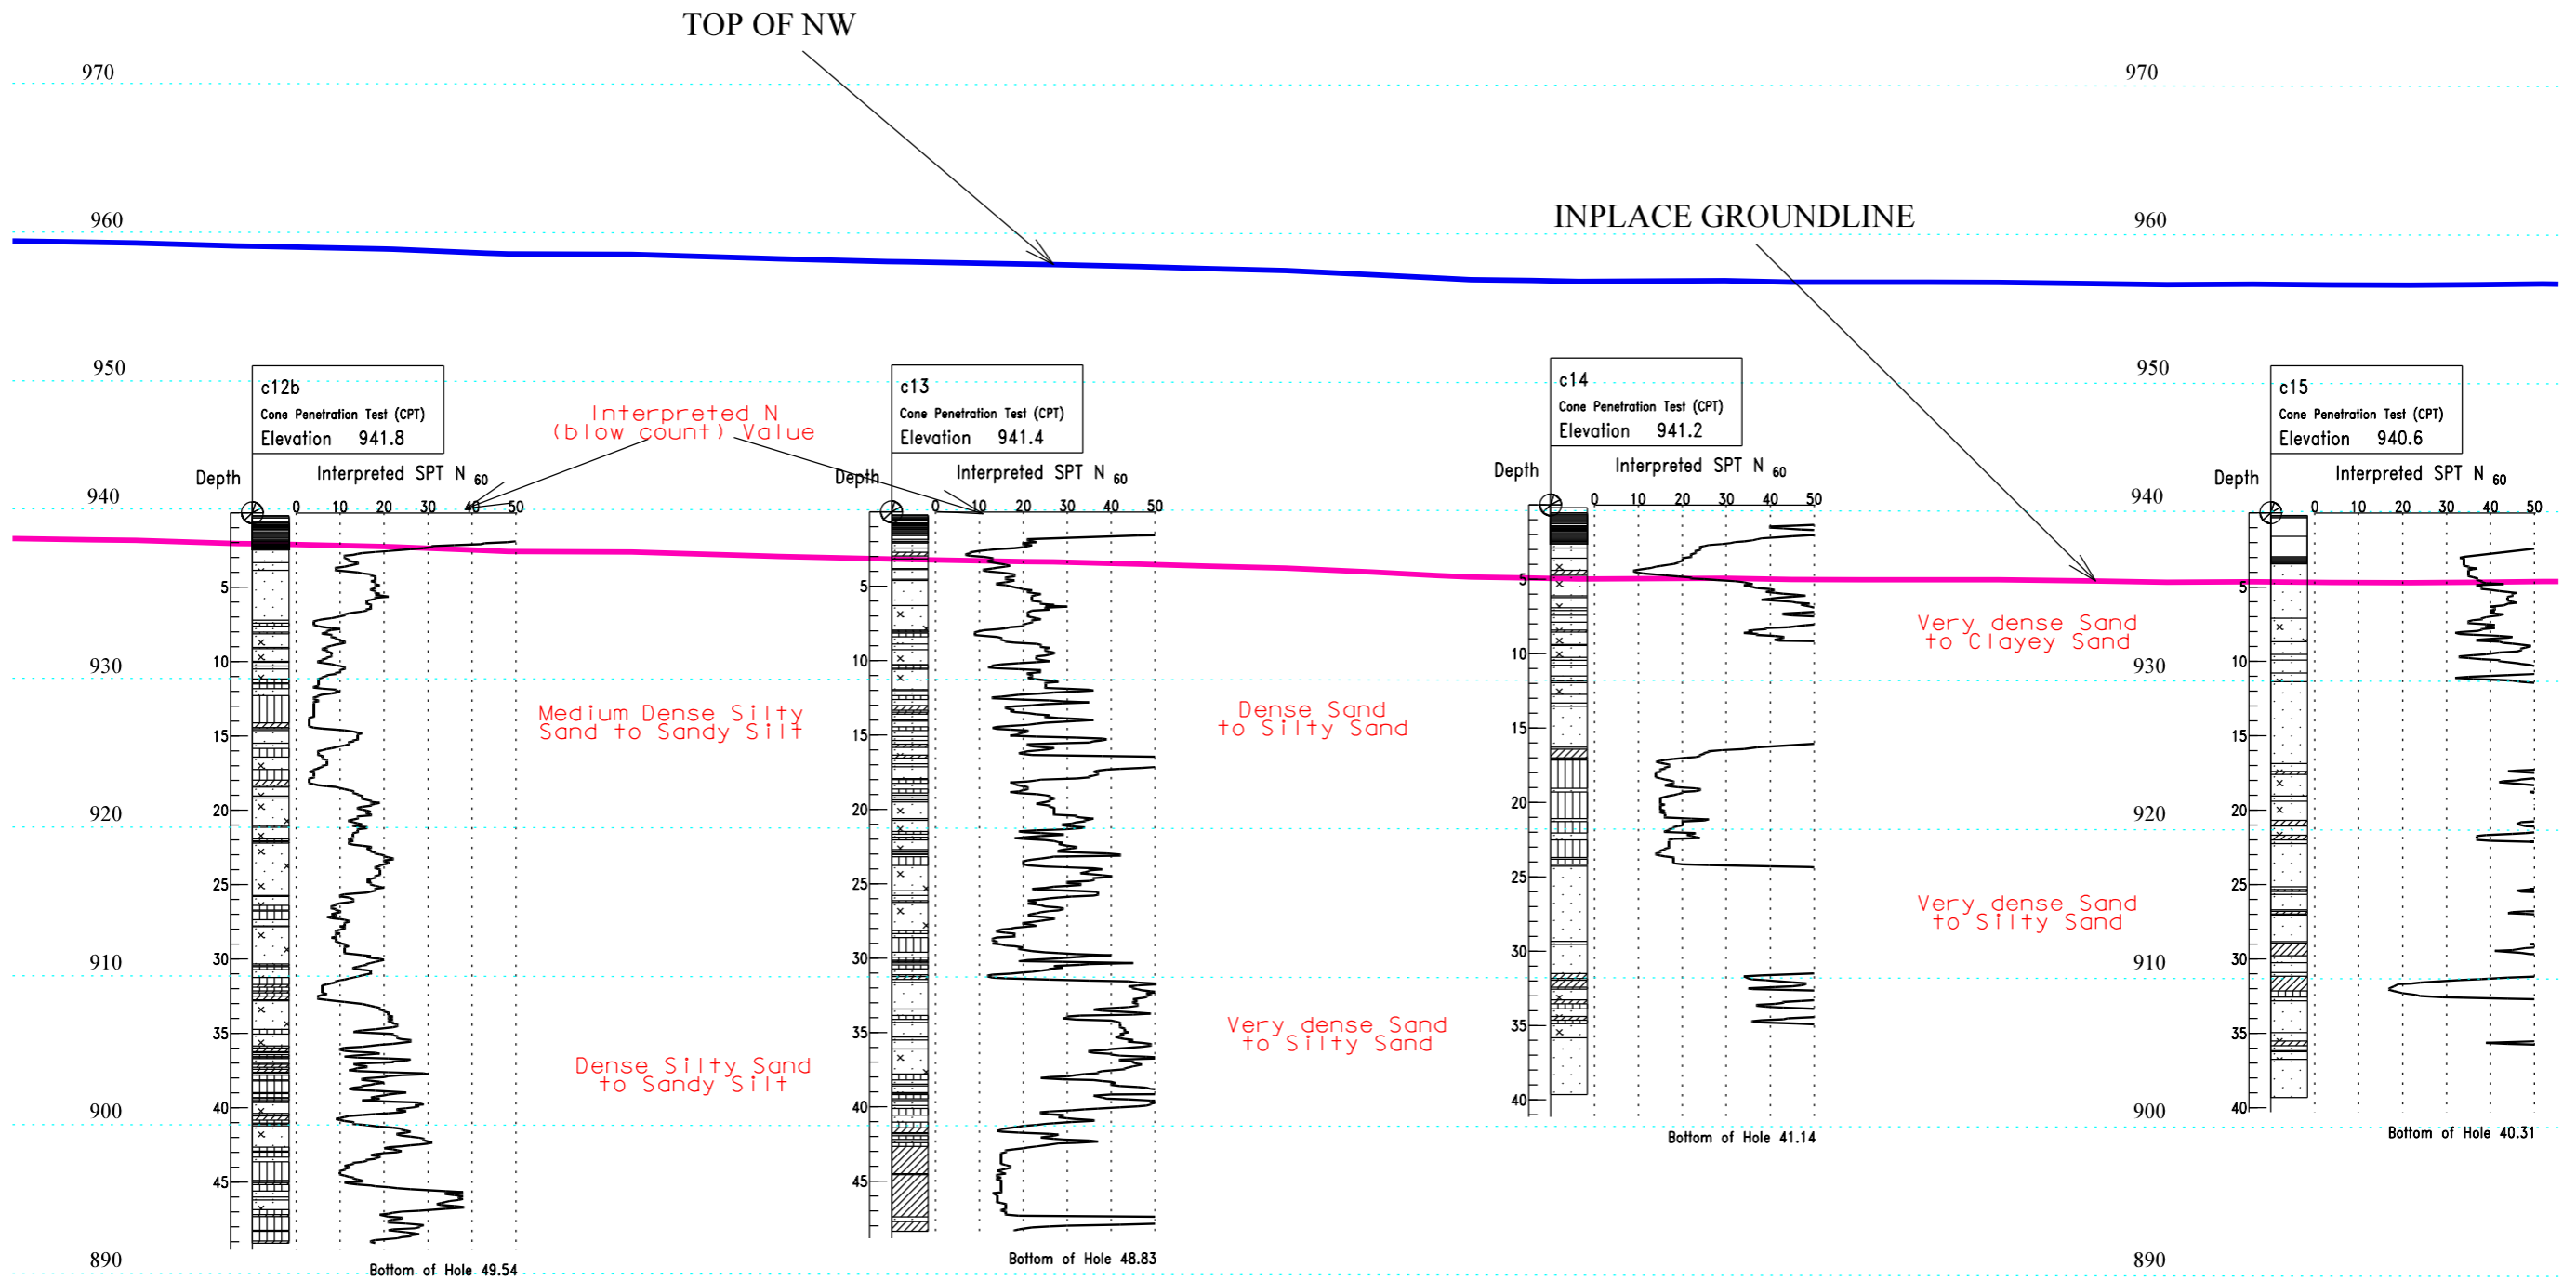 TOP OF NW
970
970
960
INPLACE GROUNDLINE
960
950
950
c12b
Cone Penetration Test (CPT)
Elevation 941.8
Interpreted N
(blow count) Value
c13
Cone Penetration Test (CPT)
Elevation 941.4
c14
Cone Penetration Test (CPT)
Elevation 941.2
c15
Cone Penetration Test (CPT)
Elevation 940.6
Depth Interpreted SPT N 60
Depth Interpreted SPT N 60
Depth Interpreted SPT N 60
Depth Interpreted SPT N 60
940
0 10 20 30 40 50
0 10 20 30 40 50
0 10 20 30 40 50
940
0 10 20 30 40 50
5
5
5
5
Very dense Sand
to Clayey Sand
10
10
10
10
930
930
Medium Dense Silty
Sand to Sandy Silt
Dense Sand
to Silty Sand
15
15
15
15
20
20
20
20
920
920
25
25
25
25
Very dense Sand
to Silty Sand
30
30
30
30
910
910
35
35
35
35
Very dense Sand
to Silty Sand
Dense Silty Sand
to Sandy Silt
40
40
40
40
900
900
Bottom of Hole 41.14
Bottom of Hole 40.31
45
45
890
Bottom of Hole 49.54
Bottom of Hole 48.83
890